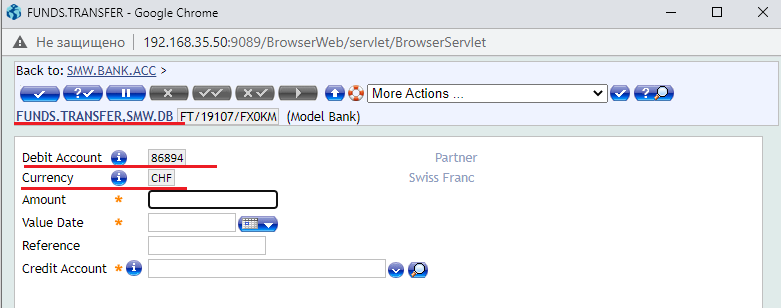 FUNDS.TRANSFER - Google Chrome
Не защищено 192.168.35.50:9089/BrowserWeb/servlet/BrowserServlet
Back to: SMW.BANK.ACC >
More Actions ...
FUNDS.TRANSFER,SMW.DB FT/19107/FX0KM (Model Bank)
Debit Account 86894 Partner
Currency CHF Swiss Franc
Amount *
Value Date *
Reference
Credit Account *